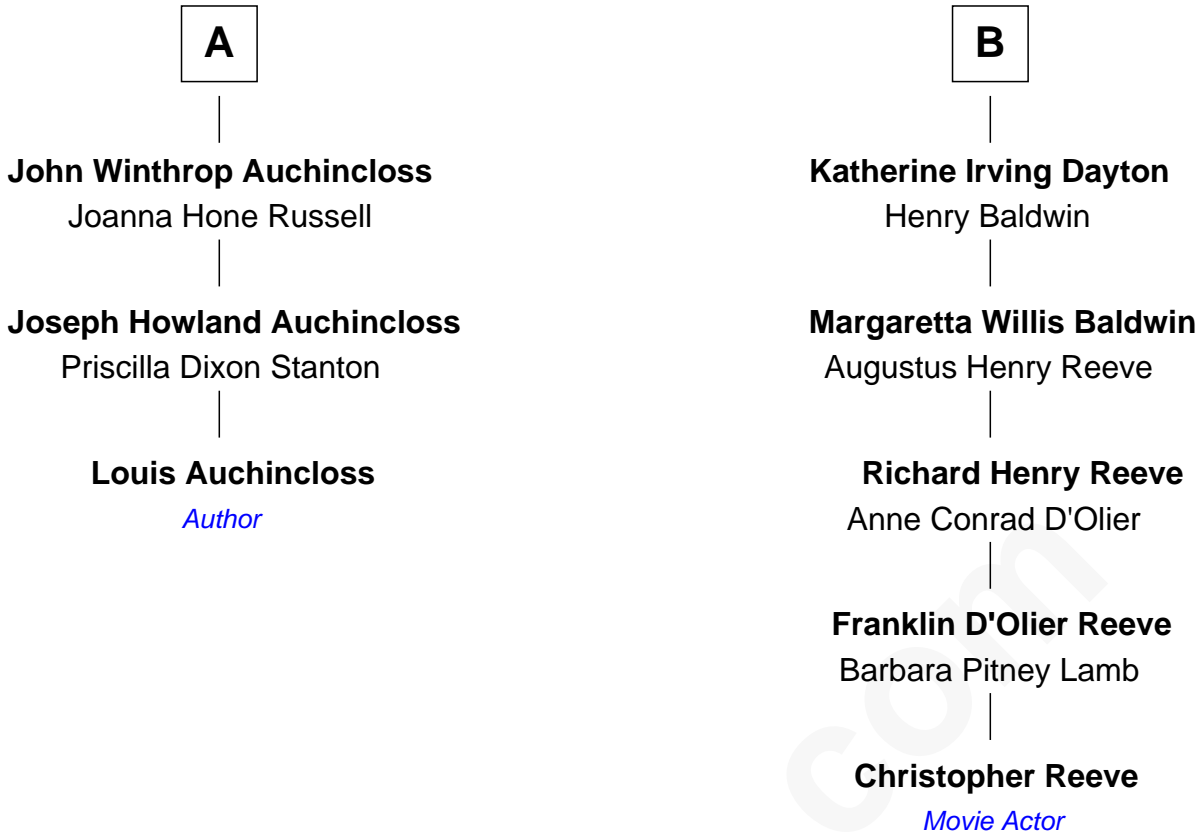 A
John Winthrop Auchincloss
Joanna Hone Russell
Joseph Howland Auchincloss
Priscilla Dixon Stanton
Louis Auchincloss
Author
B
Katherine Irving Dayton
Henry Baldwin
Margaretta Willis Baldwin
Augustus Henry Reeve
Richard Henry Reeve
Anne Conrad D'Olier
Franklin D'Olier Reeve
Barbara Pitney Lamb
Christopher Reeve
Movie Actor
com